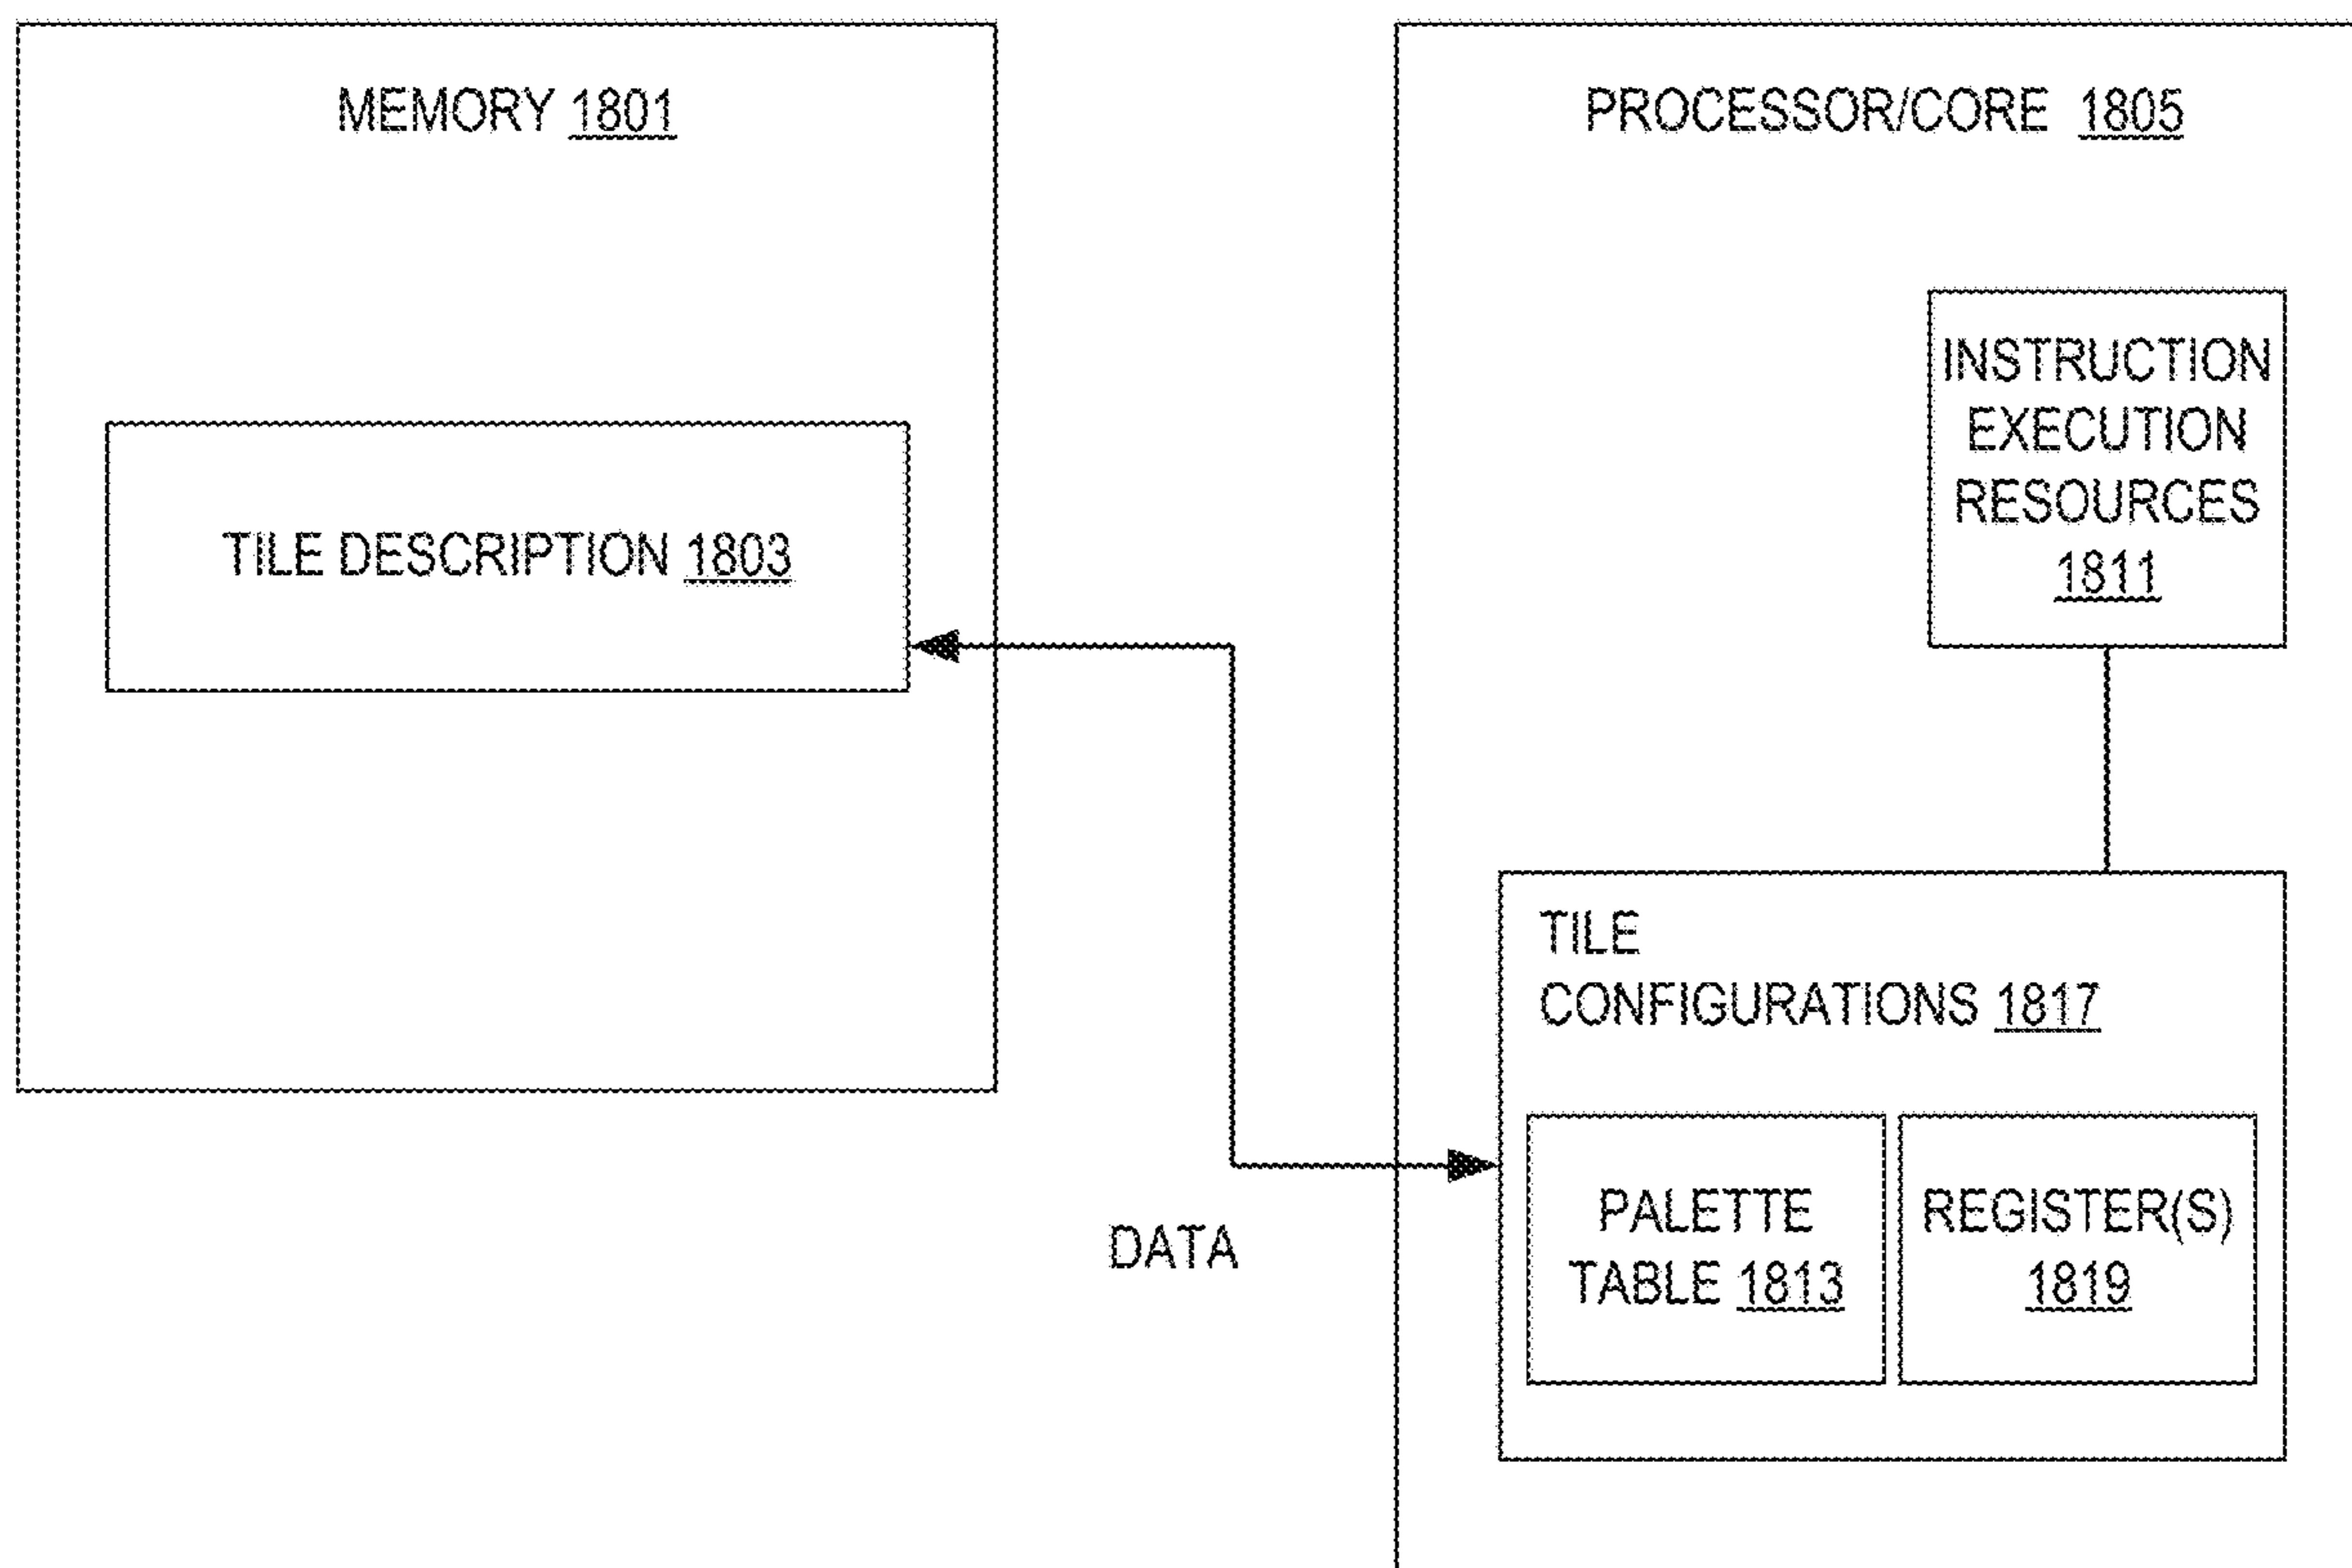 MEMORY 1801
TILE DESCRIPTION 1803
DATA
PROCESSOR/CORE 1805
INSTRUCTION
EXECUTION
RESOURCES
1811
TILE
CONFIGURATIONS 1817
PALETTE
TABLE 1813
REGISTER(S)
1819